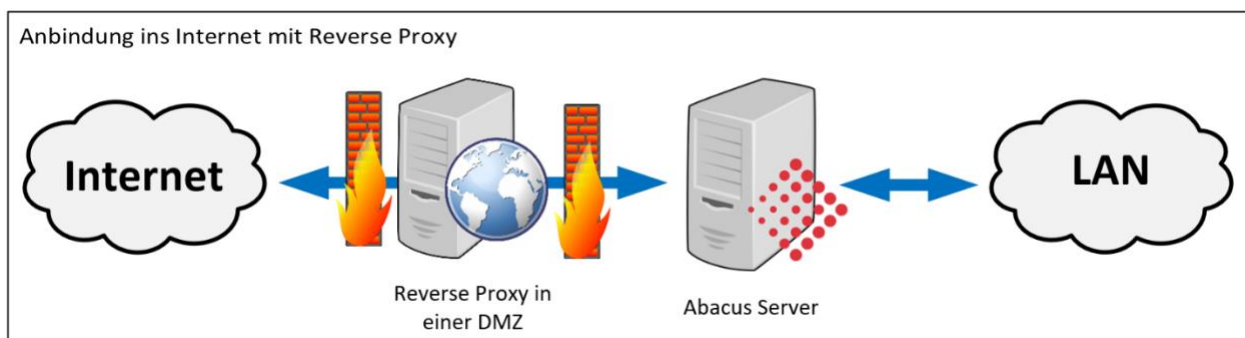 Anbindung ins Internet mit Reverse Proxy
Internet
LAN
Reverse Proxy in
einer DMZ
Abacus Server